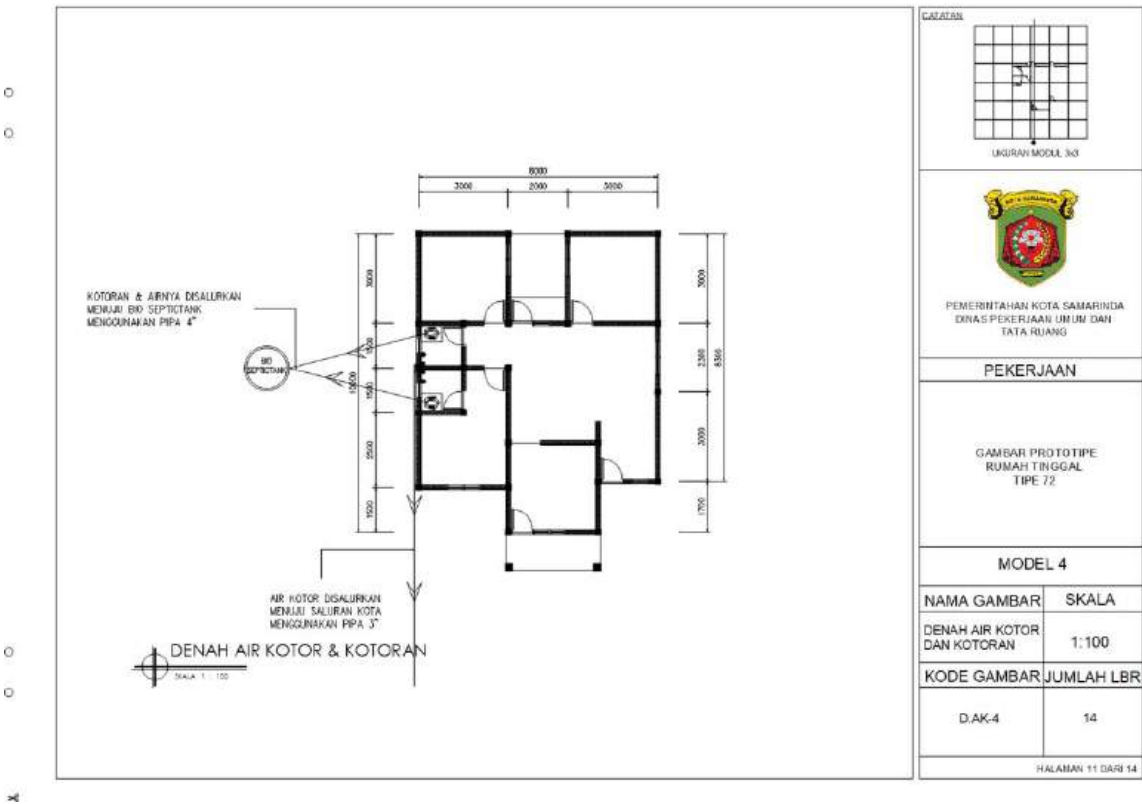 CATATAN
UKURAN MODUL 3x3
KOTA SAMARINDA
PEMERINTAHAN KOTA SAMARINDA
DINAS PEKERJAAN UMUM DAN
TATA RUANG
PEKERJAAN
GAMBAR PROTOTIPE
RUMAH TINGGAL
TIPE 72
MODEL 4
NAMA GAMBAR
SKALA
DENAH AIR KOTOR
DAN KOTORAN
1:100
KODE GAMBAR
JUMLAH LBR
D.AK-4
14
HALAMAN 11 DARI 14
8000
3000
2000
3000
3000
1500
1500
2500
1500
3000
2300
3000
1700
8300
KOTORAN & AIRNYA DISALURKAN
MENUJU BIO SEPTICTANK
MENGGUNAKAN PIPA 4"
BIO
SEPTICTANK
AIR KOTOR DISALURKAN
MENUJU SALURAN KOTA
MENGGUNAKAN PIPA 3"
DENAH AIR KOTOR & KOTORAN
SKALA 1 : 100